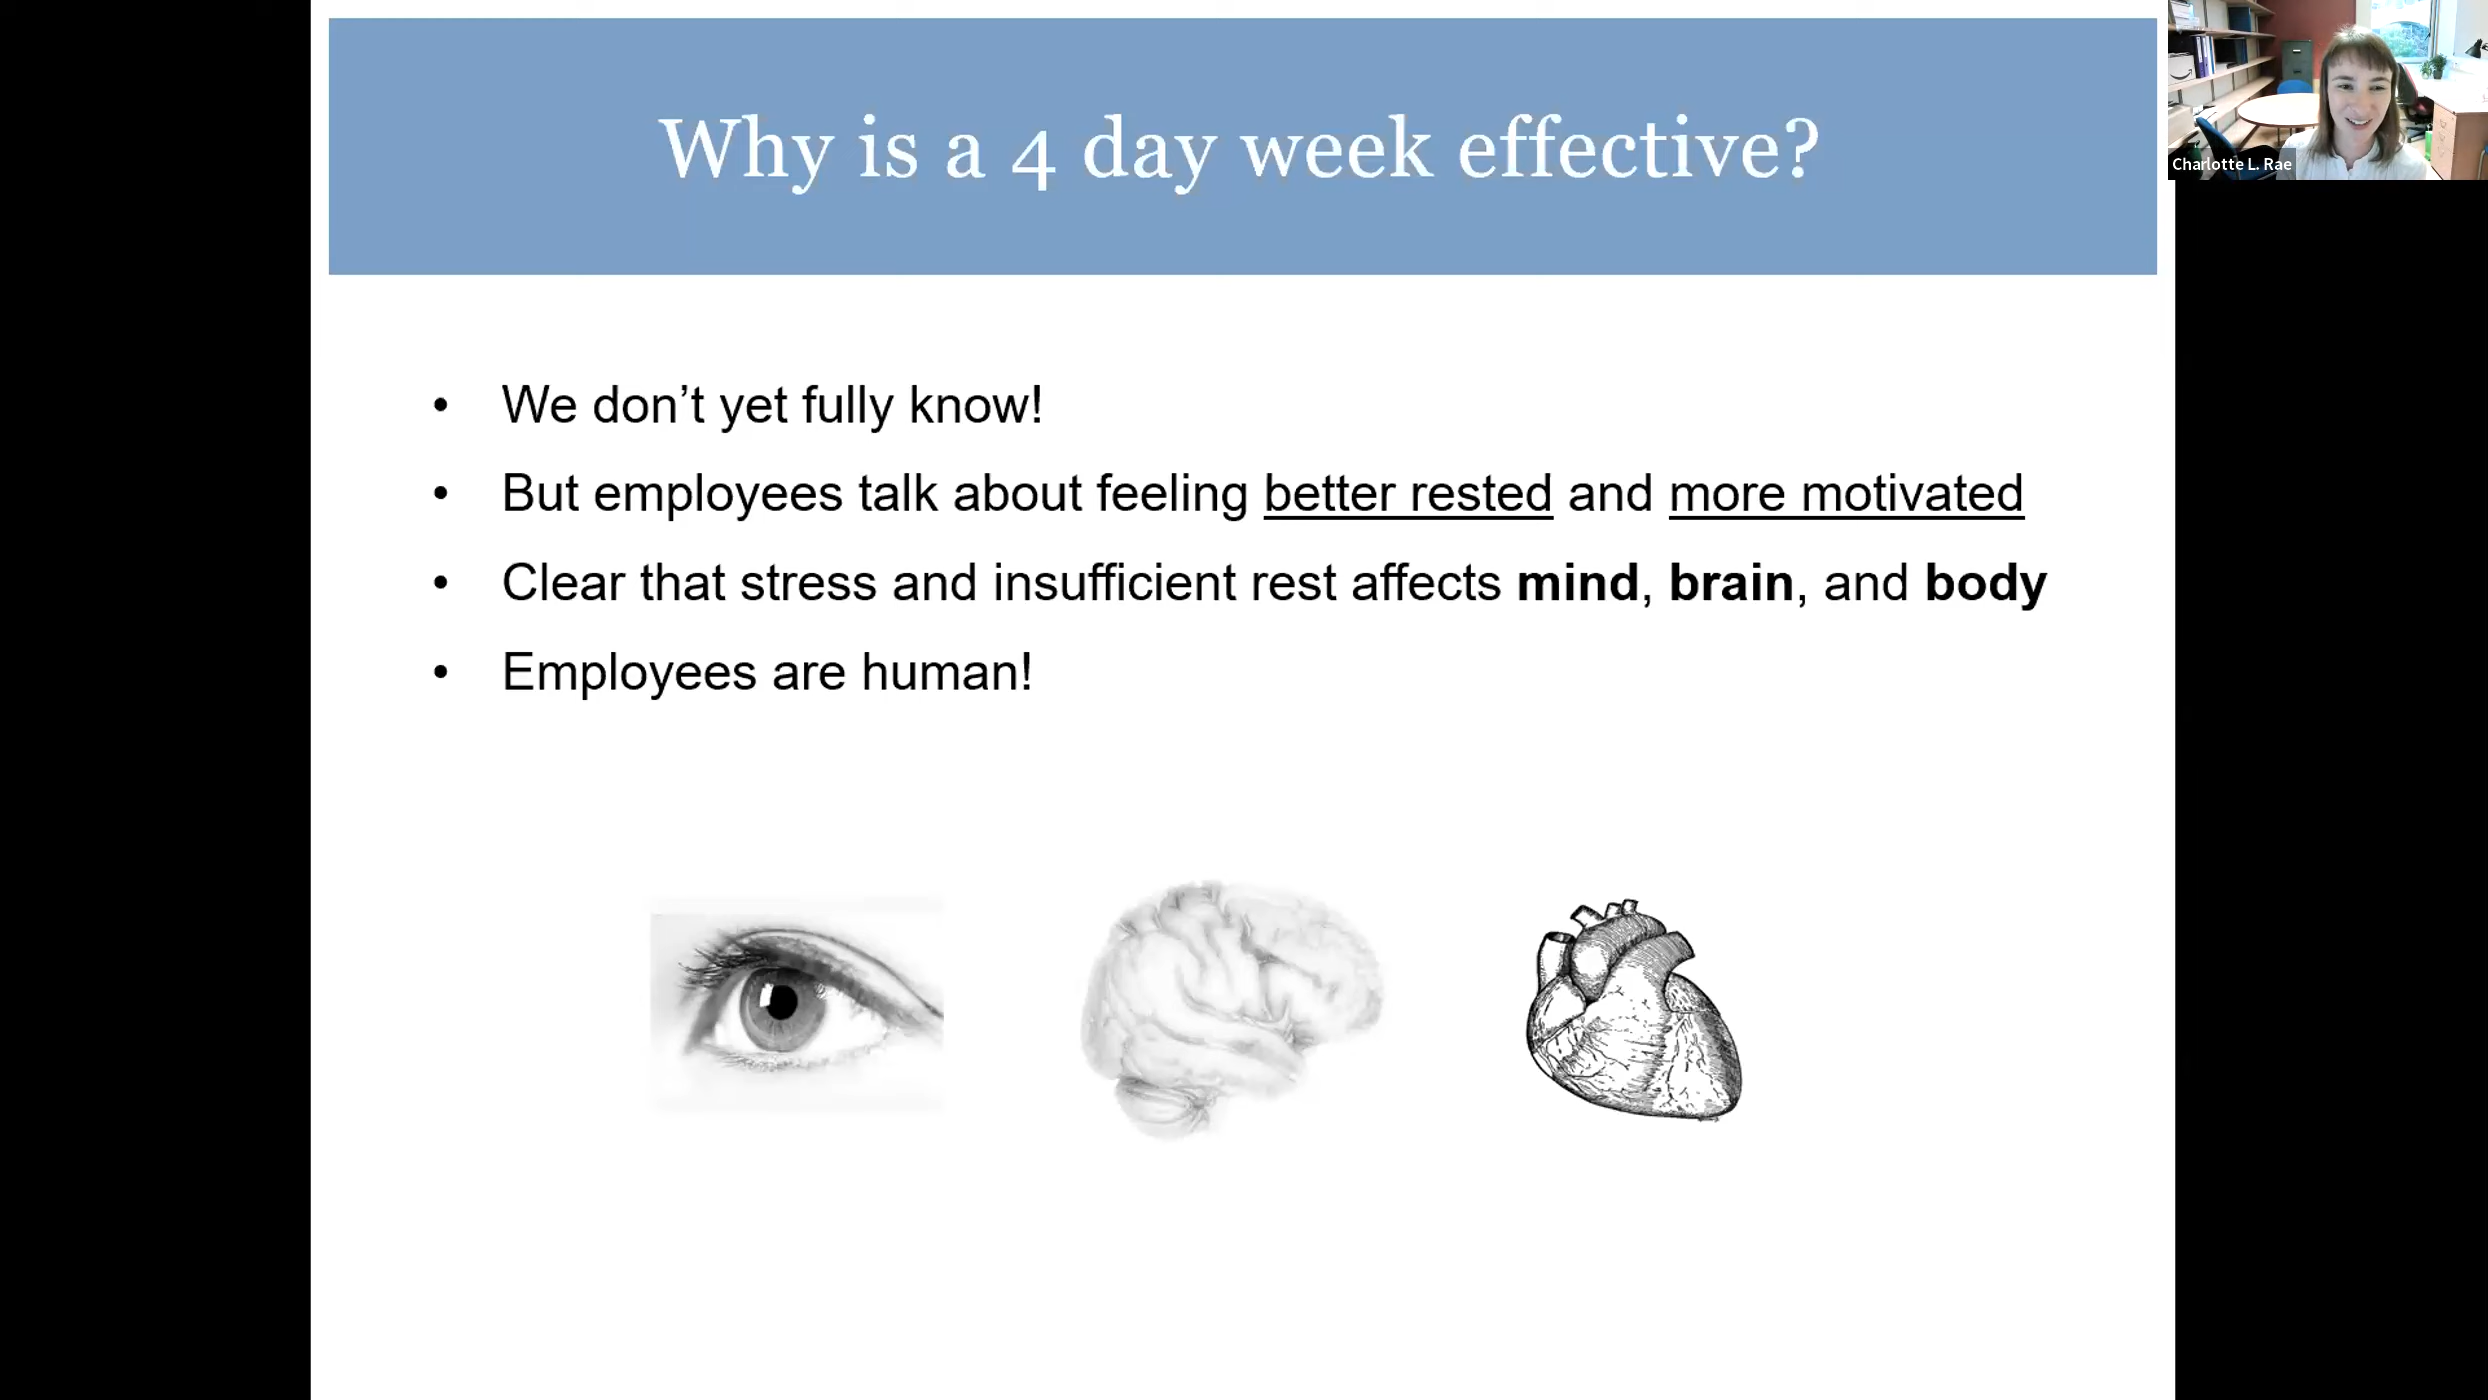 Why is a 4 day week effective?
Charlotte L. Rae
• We don’t yet fully know!
• But employees talk about feeling better rested and more motivated
• Clear that stress and insufficient rest affects mind, brain, and body
• Employees are human!